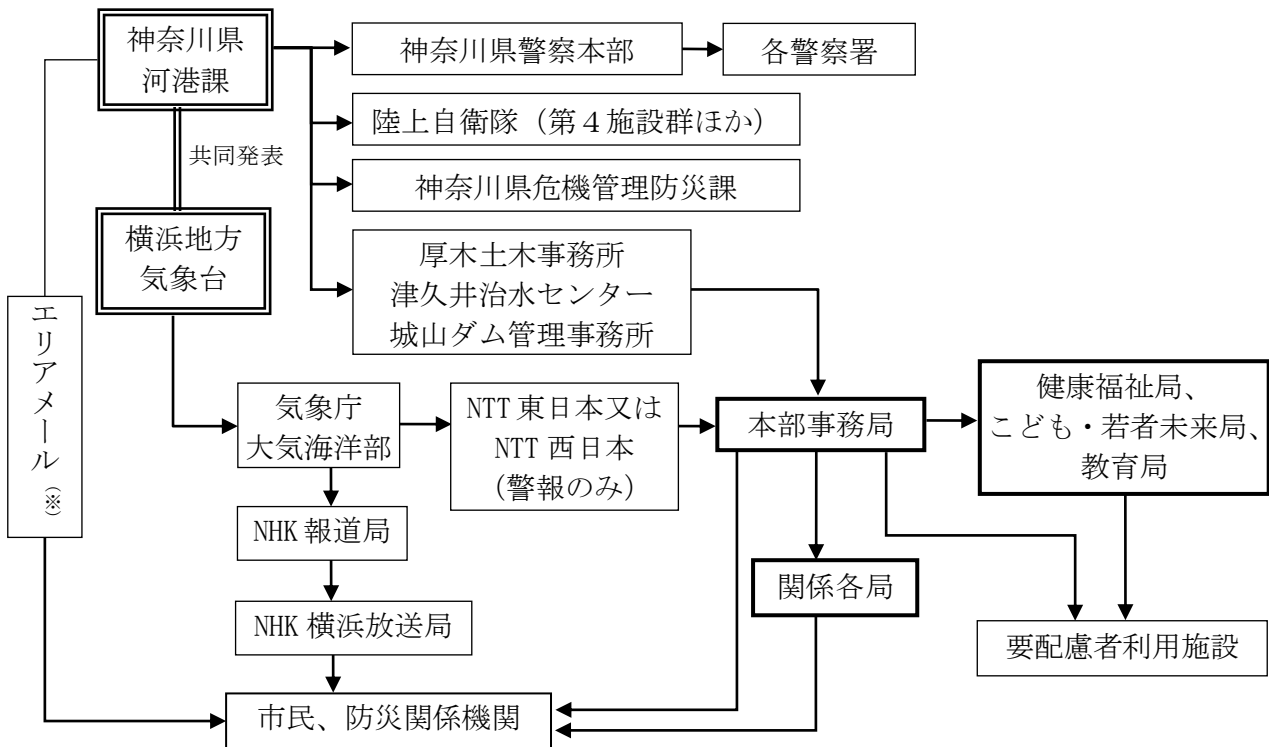 神奈川県
河港課
神奈川県警察本部
各警察署
陸上自衛隊（第４施設群ほか）
共同発表
神奈川県危機管理防災課
横浜地方
気象台
厚木土木事務所
津久井治水センター
城山ダム管理事務所
エリアメール（※）
気象庁
大気海洋部
NTT 東日本又は
NTT 西日本
（警報のみ）
本部事務局
健康福祉局、
こども・若者未来局、
教育局
NHK 報道局
関係各局
NHK 横浜放送局
要配慮者利用施設
市民、防災関係機関